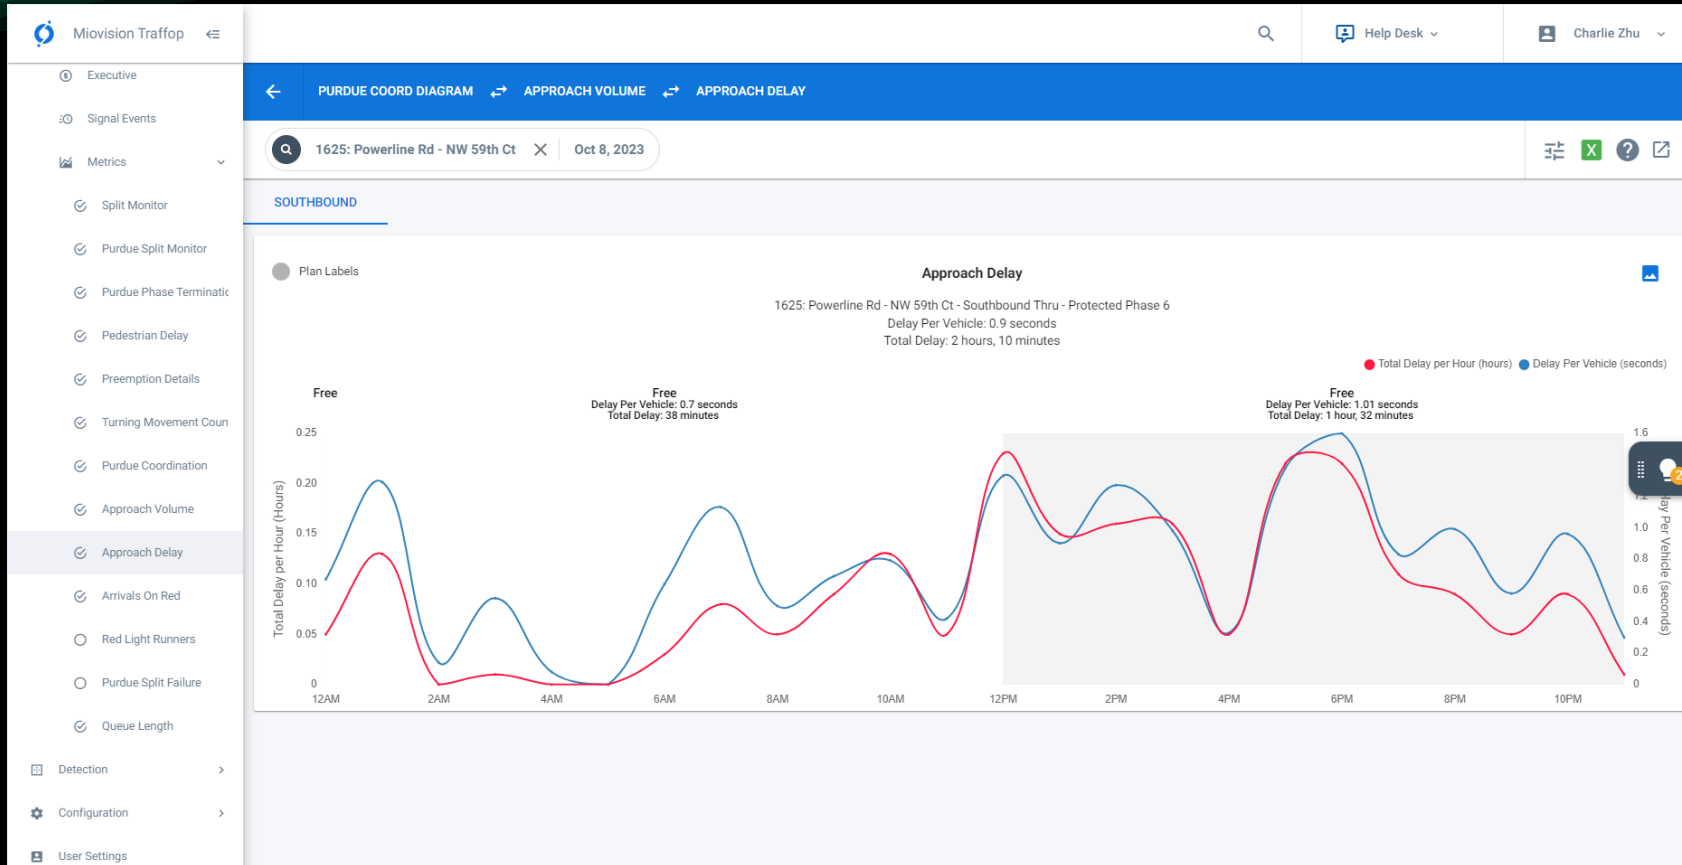 Miovision Traffop
Help Desk
Charlie Zhu
Executive
Signal Events
Metrics
Split Monitor
Purdue Split Monitor
Purdue Phase Terminatic
Pedestrian Delay
Preemption Details
Turning Movement Coun
Purdue Coordination
Approach Volume
Approach Delay
Arrivals On Red
Red Light Runners
Purdue Split Failure
Queue Length
Detection
Configuration
User Settings
PURDUE COORD DIAGRAM APPROACH VOLUME APPROACH DELAY
1625: Powerline Rd - NW 59th Ct Oct 8, 2023
X ?
SOUTHBOUND
Plan Labels
Approach Delay
1625: Powerline Rd - NW 59th Ct - Southbound Thru - Protected Phase 6
Delay Per Vehicle: 0.9 seconds
Total Delay: 2 hours, 10 minutes
Total Delay per Hour (hours) Delay Per Vehicle (seconds)
Free
Free
Delay Per Vehicle: 0.7 seconds
Total Delay: 38 minutes
Free
Delay Per Vehicle: 1.01 seconds
Total Delay: 1 hour, 32 minutes
Total Delay per Hour (Hours)
0.25
0.20
0.15
0.10
0.05
0
12AM 2AM 4AM 6AM 8AM 10AM 12PM 2PM 4PM 6PM 8PM 10PM
1.6
1.2
1.0
0.8
0.6
0.4
0.2
0
lay Per Vehicle (seconds)
2